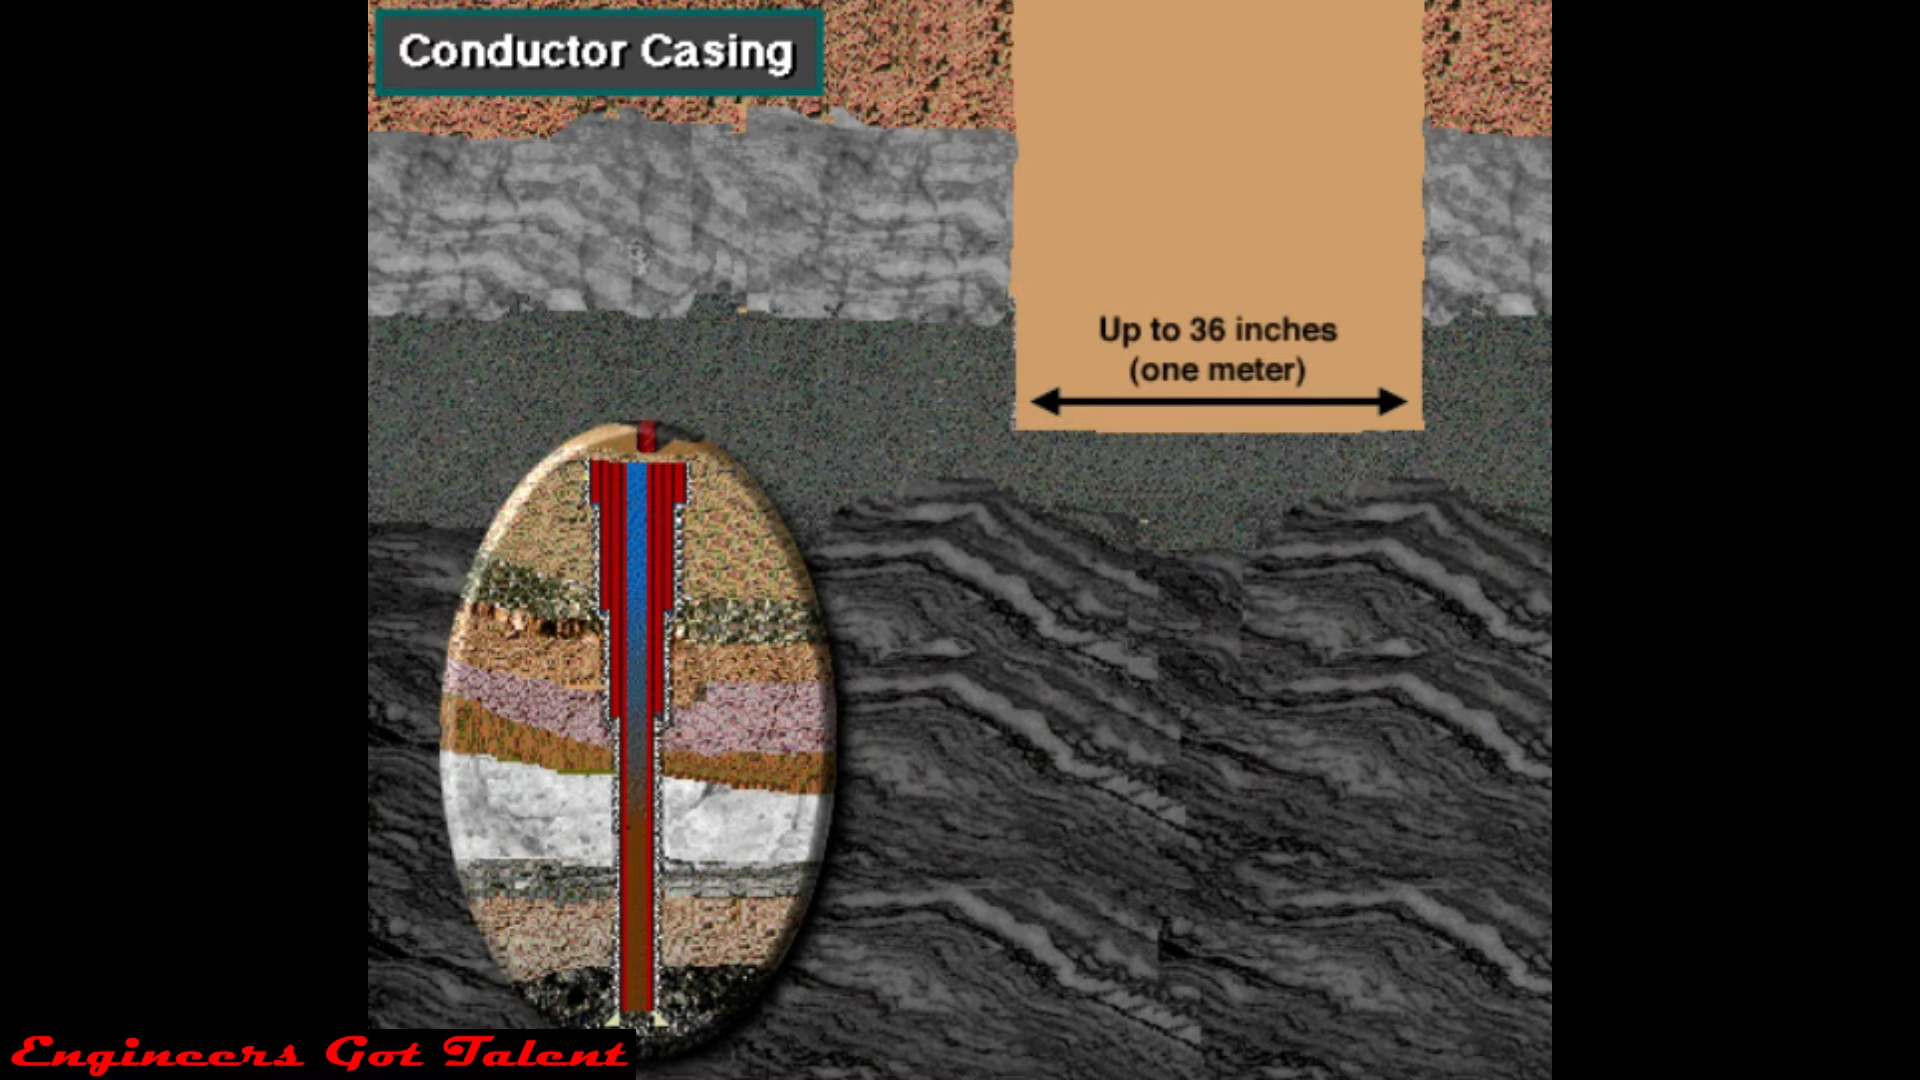 Conductor Casing
Up to 36 inches
(one meter)
Engineers Got Talent